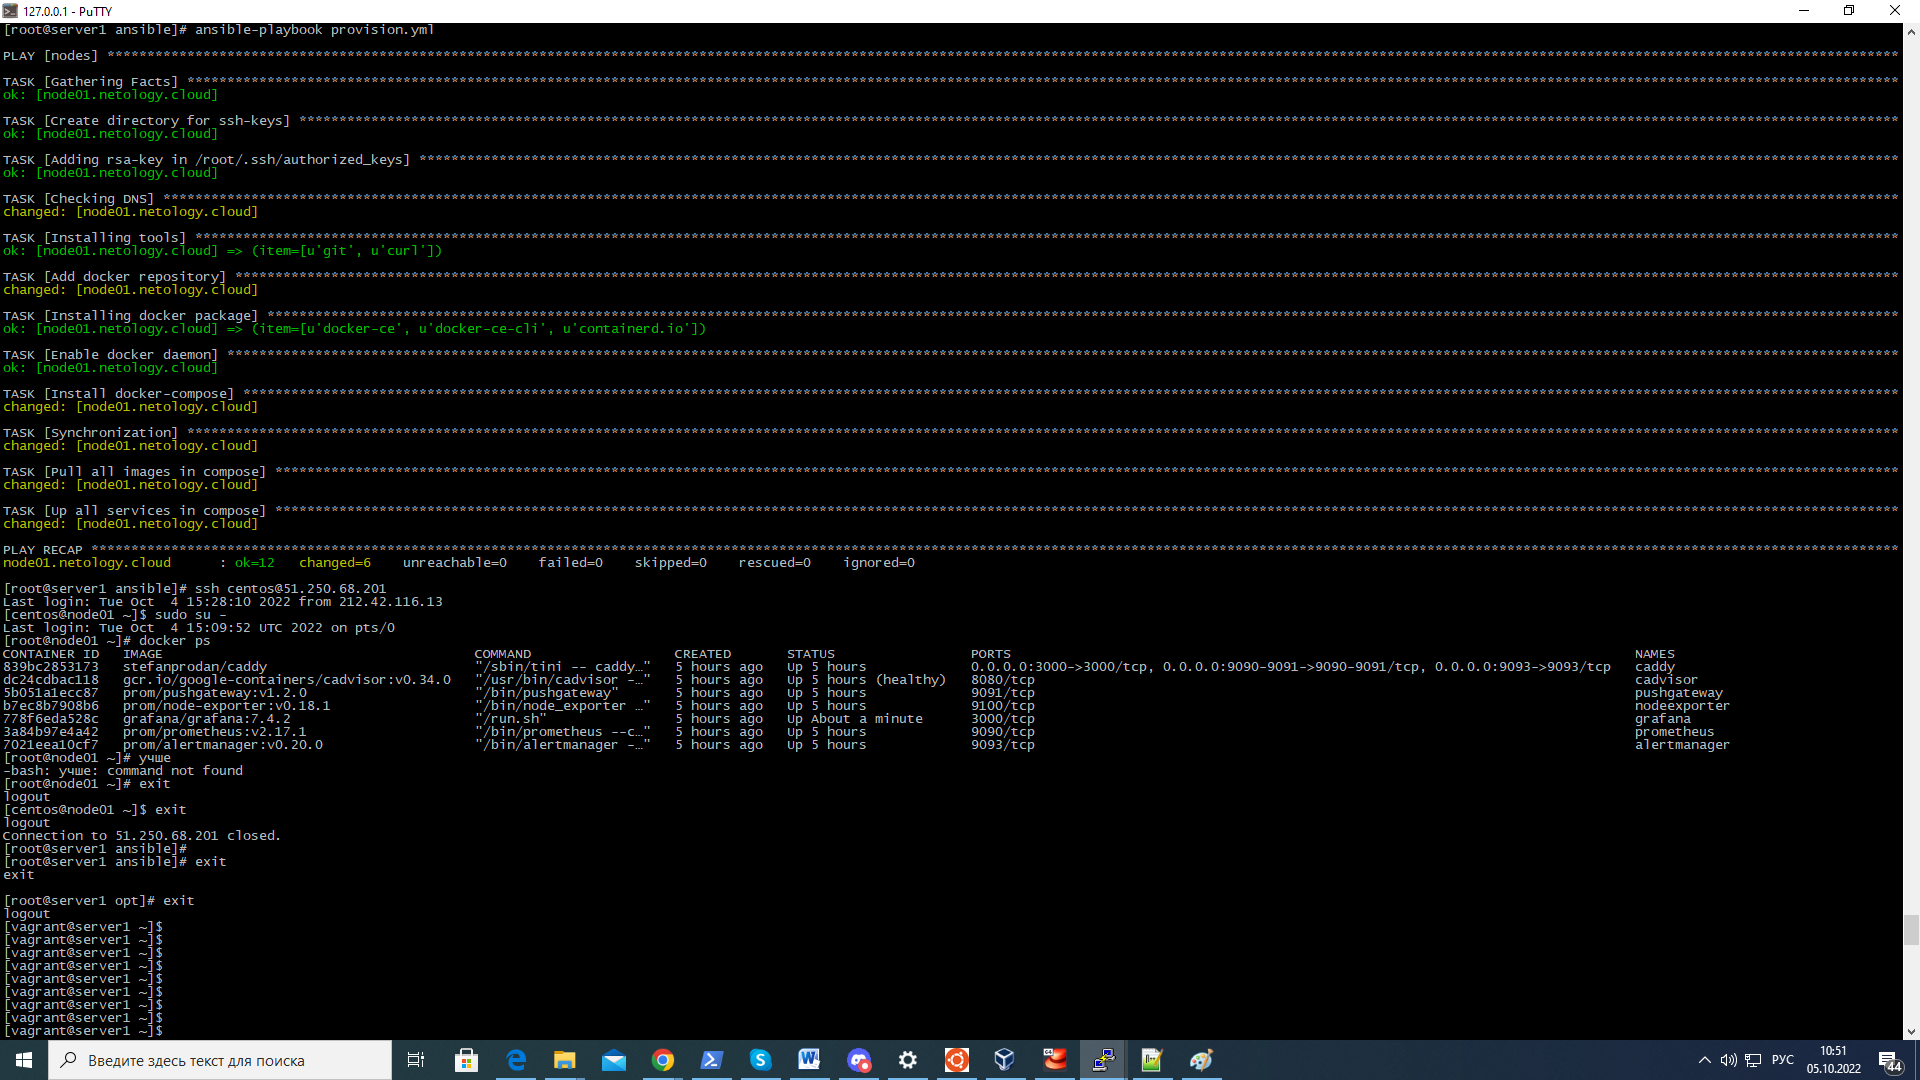 127.0.0.1 - PuTTY
[root@server1 ansible]# ansible-playbook provision.yml
PLAY [nodes] ****************************************************************************************************************************************************************************************************************************
TASK [Gathering Facts] ******************************************************************************************************************************************************************************************************************
ok: [node01.netology.cloud]
TASK [Create directory for ssh-keys] ****************************************************************************************************************************************************************************************************
ok: [node01.netology.cloud]
TASK [Adding rsa-key in /root/.ssh/authorized_keys] *************************************************************************************************************************************************************************************
ok: [node01.netology.cloud]
TASK [Checking DNS] *********************************************************************************************************************************************************************************************************************
changed: [node01.netology.cloud]
TASK [Installing tools] *****************************************************************************************************************************************************************************************************************
ok: [node01.netology.cloud] => (item=[u'git', u'curl'])
TASK [Add docker repository] ************************************************************************************************************************************************************************************************************
changed: [node01.netology.cloud]
TASK [Installing docker package] ********************************************************************************************************************************************************************************************************
ok: [node01.netology.cloud] => (item=[u'docker-ce', u'docker-ce-cli', u'containerd.io'])
TASK [Enable docker daemon] *************************************************************************************************************************************************************************************************************
ok: [node01.netology.cloud]
TASK [Install docker-compose] ***********************************************************************************************************************************************************************************************************
changed: [node01.netology.cloud]
TASK [Synchronization] ******************************************************************************************************************************************************************************************************************
changed: [node01.netology.cloud]
TASK [Pull all images in compose] *******************************************************************************************************************************************************************************************************
changed: [node01.netology.cloud]
TASK [Up all services in compose] *******************************************************************************************************************************************************************************************************
changed: [node01.netology.cloud]
PLAY RECAP ******************************************************************************************************************************************************************************************************************************
node01.netology.cloud      : ok=12   changed=6    unreachable=0    failed=0    skipped=0    rescued=0    ignored=0
[root@server1 ansible]# ssh centos@51.250.68.201
Last login: Tue Oct  4 15:28:10 2022 from 212.42.116.13
[centos@node01 ~]$ sudo su -
Last login: Tue Oct  4 15:09:52 UTC 2022 on pts/0
[root@node01 ~]# docker ps
CONTAINER ID   IMAGE                                      COMMAND                  CREATED       STATUS                 PORTS                                                                              NAMES
839bc2853173   stefanprodan/caddy                         "/sbin/tini -- caddy…"   5 hours ago   Up 5 hours             0.0.0.0:3000->3000/tcp, 0.0.0.0:9090-9091->9090-9091/tcp, 0.0.0.0:9093->9093/tcp   caddy
dc24cdbac118   gcr.io/google-containers/cadvisor:v0.34.0   "/usr/bin/cadvisor -…"   5 hours ago   Up 5 hours (healthy)   8080/tcp                                                                           cadvisor
5b051a1ecc87   prom/pushgateway:v1.2.0                    "/bin/pushgateway"       5 hours ago   Up 5 hours             9091/tcp                                                                           pushgateway
b7ec8b7908b6   prom/node-exporter:v0.18.1                 "/bin/node_exporter …"   5 hours ago   Up 5 hours             9100/tcp                                                                           nodeexporter
778f6eda528c   grafana/grafana:7.4.2                      "/run.sh"                5 hours ago   Up About a minute      3000/tcp                                                                           grafana
3a84b97e4a42   prom/prometheus:v2.17.1                    "/bin/prometheus --c…"   5 hours ago   Up 5 hours             9090/tcp                                                                           prometheus
7021eea10cf7   prom/alertmanager:v0.20.0                  "/bin/alertmanager -…"   5 hours ago   Up 5 hours             9093/tcp                                                                           alertmanager
[root@node01 ~]# учше
-bash: учше: command not found
[root@node01 ~]# exit
logout
[centos@node01 ~]$ exit
logout
Connection to 51.250.68.201 closed.
[root@server1 ansible]#
[root@server1 ansible]# exit
exit
[root@server1 opt]# exit
logout
[vagrant@server1 ~]$
[vagrant@server1 ~]$
[vagrant@server1 ~]$
[vagrant@server1 ~]$
[vagrant@server1 ~]$
[vagrant@server1 ~]$
[vagrant@server1 ~]$
[vagrant@server1 ~]$
[vagrant@server1 ~]$
Введите здесь текст для поиска
РУС
10:51
05.10.2022
44